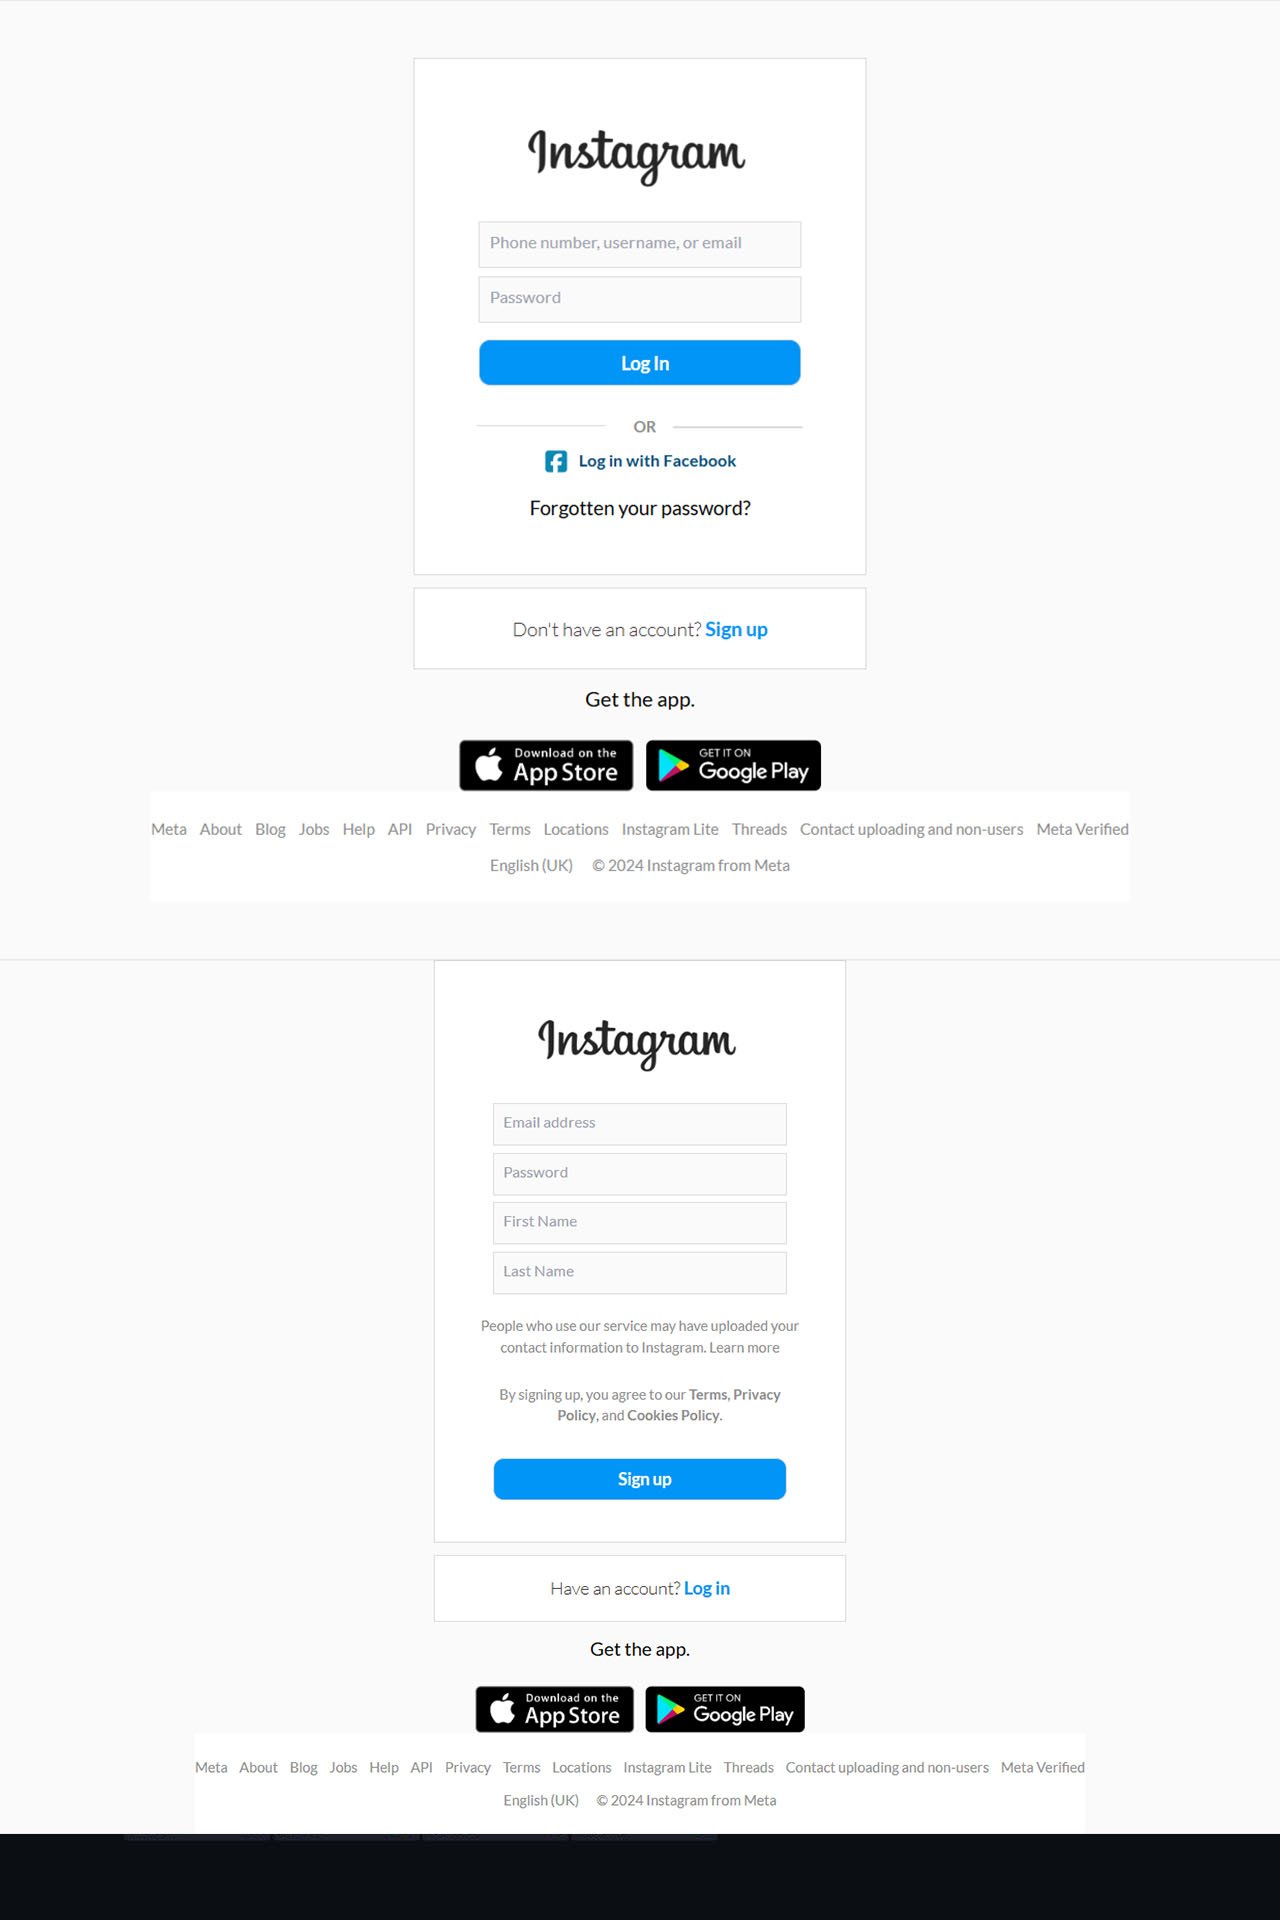 Instagram
Phone number, username, or email
Password
Log In
OR
Log in with Facebook
Forgotten your password?
Don't have an account? Sign up
Get the app.
Download on the App Store
GET IT ON Google Play
Meta About Blog Jobs Help API Privacy Terms Locations Instagram Lite Threads Contact uploading and non-users Meta Verified
English (UK) © 2024 Instagram from Meta
Instagram
Email address
Password
First Name
Last Name
People who use our service may have uploaded your
contact information to Instagram. Learn more
By signing up, you agree to our Terms, Privacy
Policy, and Cookies Policy.
Sign up
Have an account? Log in
Get the app.
Download on the App Store
GET IT ON Google Play
Meta About Blog Jobs Help API Privacy Terms Locations Instagram Lite Threads Contact uploading and non-users Meta Verified
English (UK) © 2024 Instagram from Meta